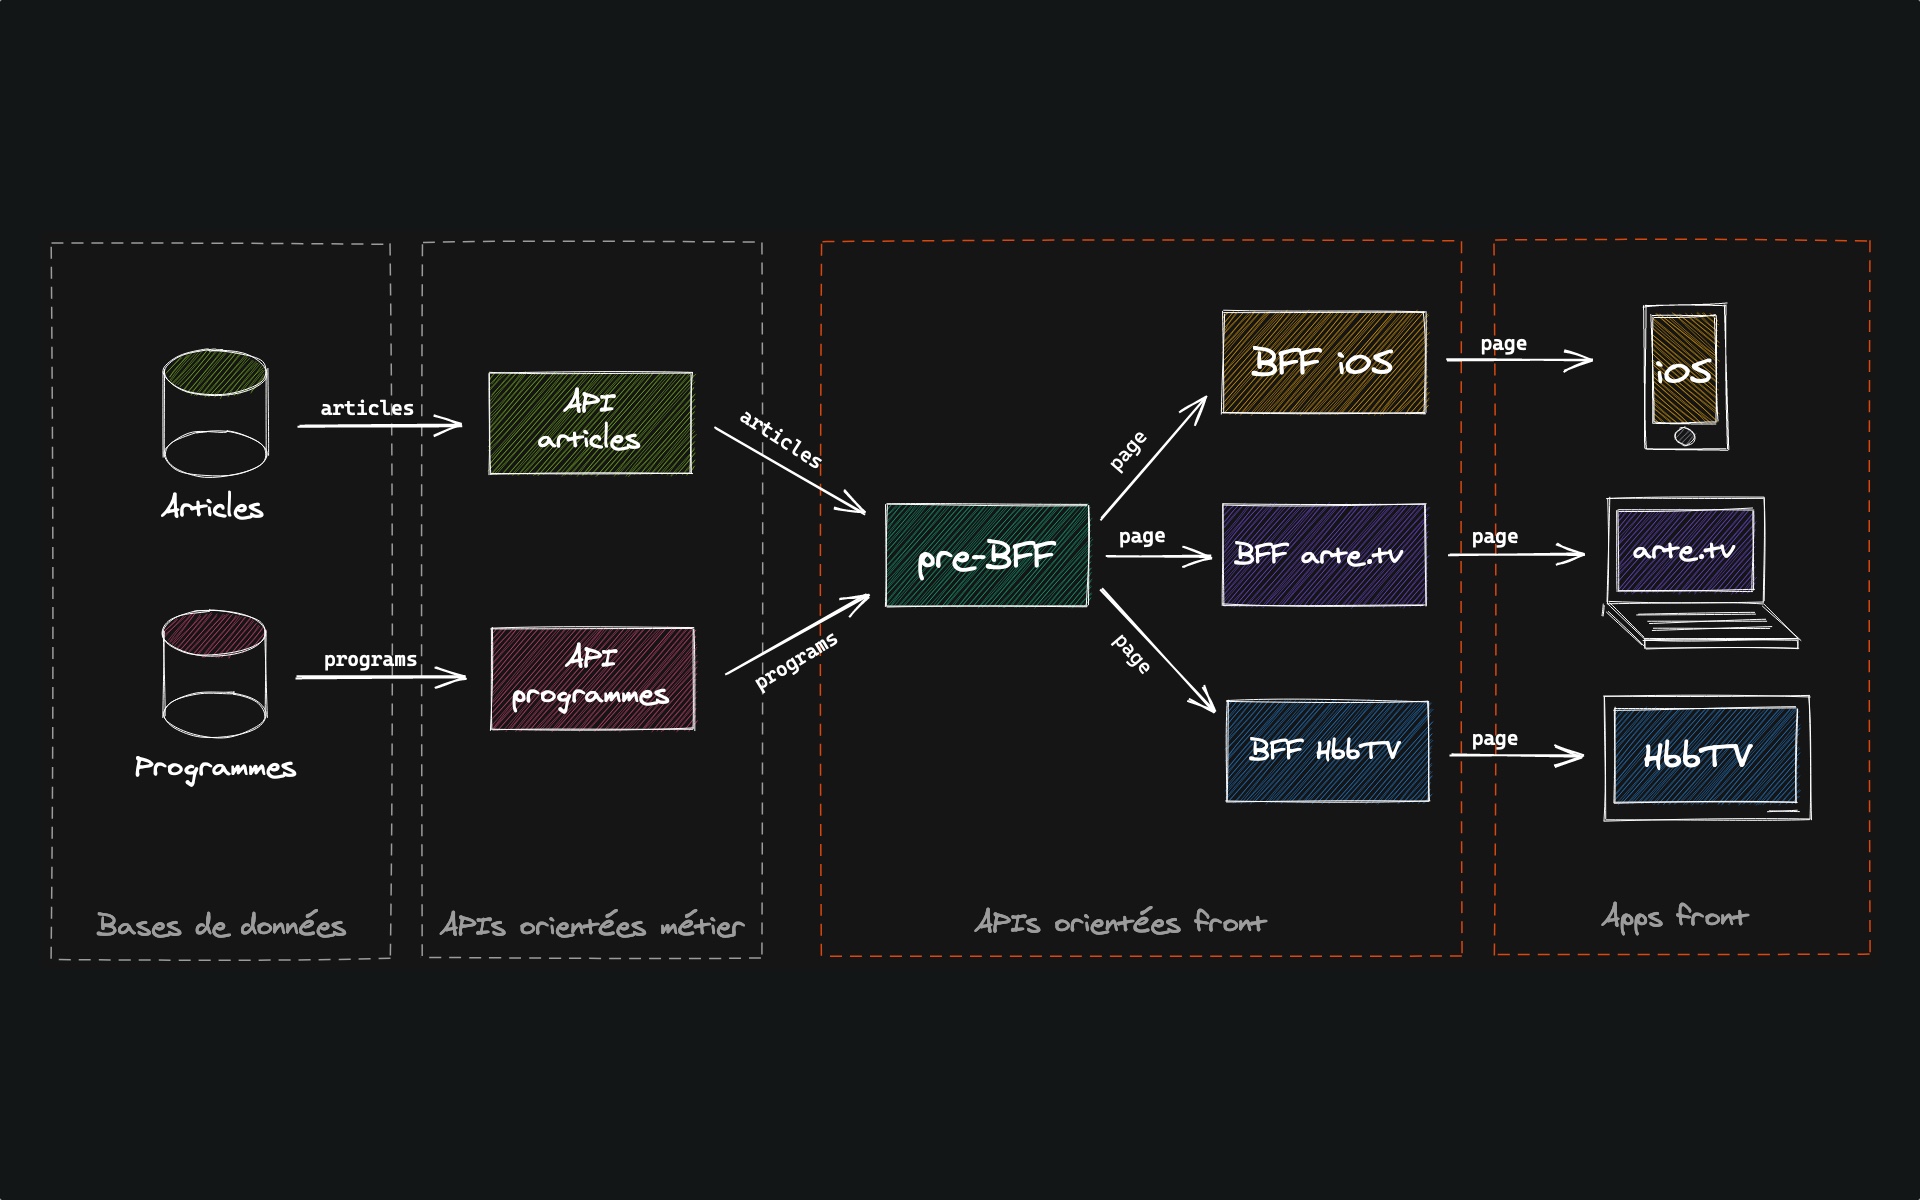 articles
Articles
programs
Programmes
Bases de données
API
articles
articles
API
programmes
programs
APIs orientées métier
pre-BFF
page
page
page
BFF iOS
BFF arte.tv
BFF HbbTV
APIs orientées front
page
page
page
iOS
arte.tv
HbbTV
Apps front